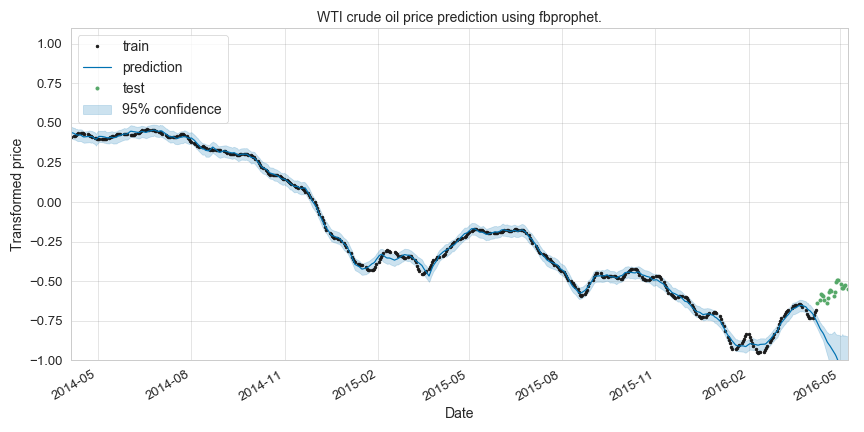 WTI crude oil price prediction using fbprophet.
train
prediction
test
95% confidence
1.00
0.75
0.50
0.25
0.00
−0.25
−0.50
−0.75
−1.00
Transformed price
2014-05
2014-08
2014-11
2015-02
2015-05
2015-08
2015-11
2016-02
2016-05
Date